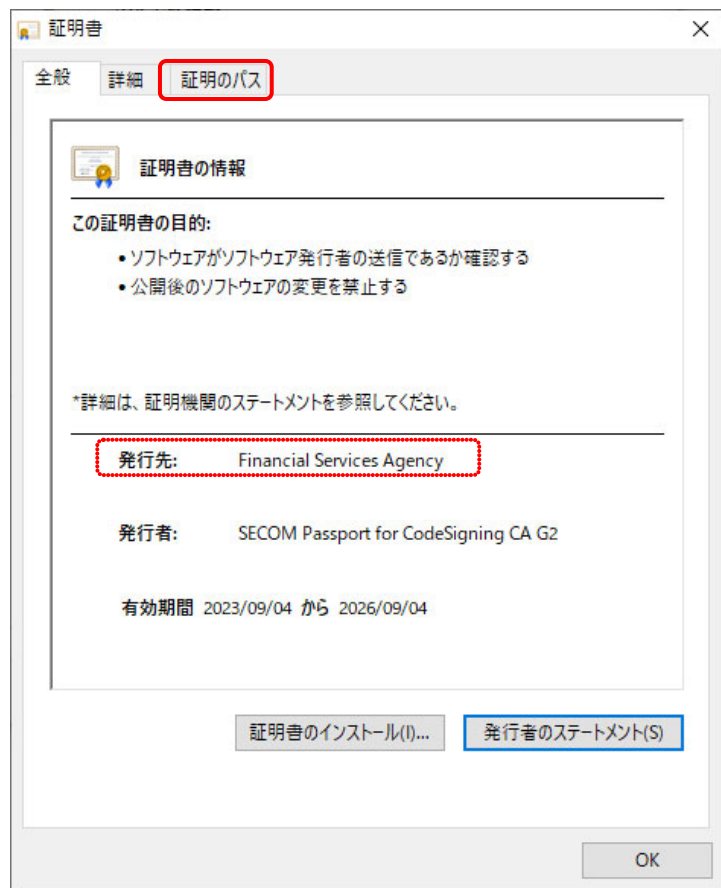 証明書
全般 詳細 証明のパス
証明書の情報
この証明書の目的:
• ソフトウェアがソフトウェア発行者の送信であるか確認する
• 公開後のソフトウェアの変更を禁止する
*詳細は、証明機関のステートメントを参照してください。
発行先: Financial Services Agency
発行者: SECOM Passport for CodeSigning CA G2
有効期間 2023/09/04 から 2026/09/04
証明書のインストール(I)... 発行者のステートメント(S)
OK